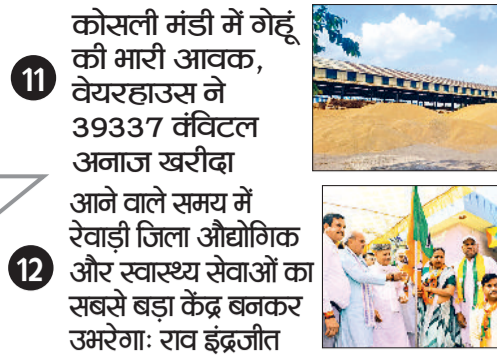 11
कोसली मंडी में गेहूं
की भारी आवक,
वेयरहाउस ने
39337 क्विंटल
अनाज खरीदा
12
आने वाले समय में
रेवाड़ी जिला औद्योगिक
और स्वास्थ्य सेवाओं का
सबसे बड़ा केंद्र बनकर
उभरेगाः राव इंद्रजीत